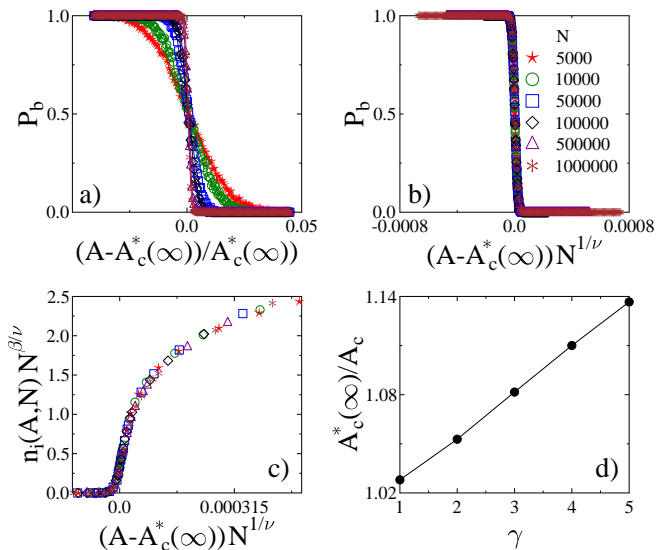 1.0
P_b
0.5
a)
0.0
0.0
0.05
(A-A*_c(∞)/A*_c(∞))
1.0
P_b
0.5
b)
0.0
-0.0008
0.0
0.0008
(A-A*_c(∞))N^{1/ν}
N
5000
10000
50000
100000
500000
1000000
2.5
2.0
1.5
1.0
0.5
0.0
n_i(A,N)N^{β/ν}
c)
0.0
0.000315
(A-A*_c(∞))N^{1/ν}
1.14
1.08
1.02
A*_c(∞)/A_c
d)
1
2
3
4
5
γ